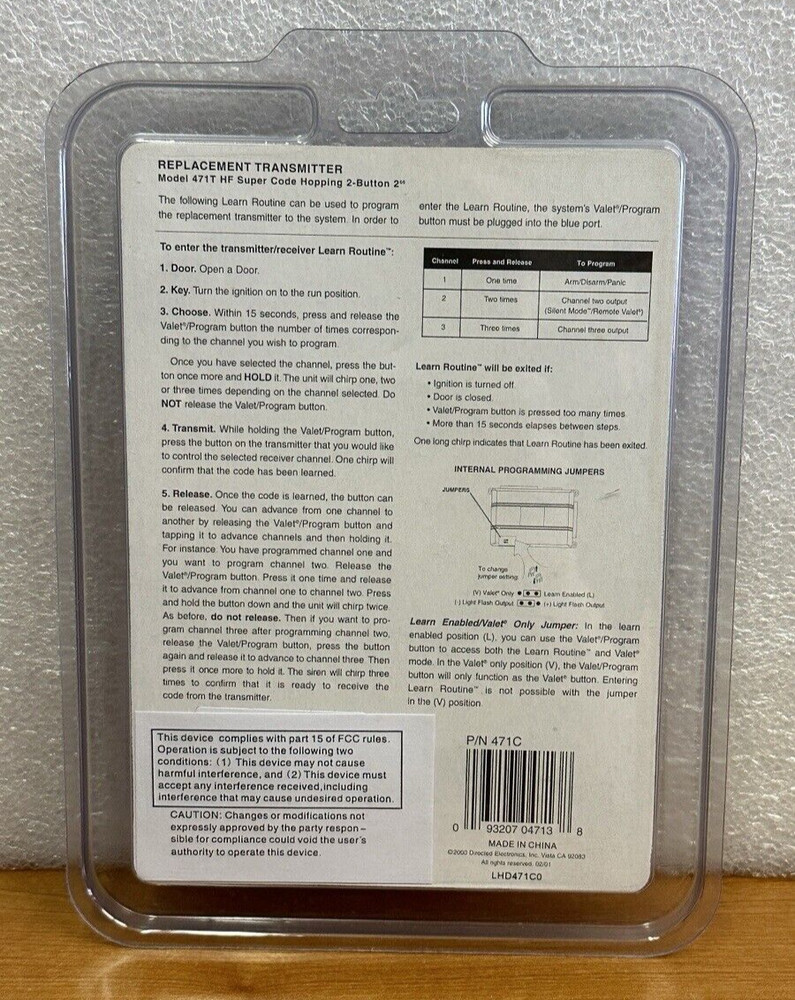 REPLACEMENT TRANSMITTER
Model 471T HF Super Code Hopping 2-Button
The following Learn Routine can be used to program
the replacement transmitter to the system. In order to
enter the Learn Routine, the system's Valet®/Program
button must be plugged into the blue port.
To enter the transmitter/receiver Learn Routine™:
1. Door. Open a Door.
2. Key. Turn the ignition on to the run position.
3. Choose. Within 15 seconds, press and release the
Valet®/Program button the number of times correspon-
ding to the channel you wish to program.
Once you have selected the channel, press the but-
ton once more and HOLD it. The unit will chirp one, two
or three times depending on the channel selected. Do
NOT release the Valet/Program button.
4. Transmit. While holding the Valet/Program button,
press the button on the transmitter that you would like
to control the selected receiver channel. One chirp will
confirm that the code has been learned.
5. Release. Once the code is learned, the button can
be released. You can advance from one channel to
another by releasing the Valet®/Program button and
tapping it to advance channels and then holding it.
For instance: You have programmed channel one and
you want to program channel two. Release the
Valet®/Program button. Press it one time and release
it to advance from channel one to channel two. Press
and hold the button down and the unit will chirp twice.
As before, do not release. Then if you want to pro-
gram channel three after programming channel two,
release the Valet/Program button, press the button
again and release it to advance to channel three Then
press it once more to hold it. The siren will chirp three
times to confirm that it is ready to receive the
code from the transmitter.
Channel Press and Release To Program
1 One time Arm/Disarm/Panic
2 Two times Channel two output
(Silent Mode™/Remote Valet®)
3 Three times Channel three output
Learn Routine™ will be exited if:
• Ignition is turned off.
• Door is closed.
• Valet/Program button is pressed too many times.
• More than 15 seconds elapses between steps.
One long chirp indicates that Learn Routine has been exited.
INTERNAL PROGRAMMING JUMPERS
JUMPERS
To change
jumper setting
(V) Valet® Only Learn Enabled (L)
(-) Light Flash Output (+) Light Flash Output
Learn Enabled/Valet® Only Jumper: In the learn
enabled position (L), you can use the Valet®/Program
button to access both the Learn Routine™ and Valet®
mode. In the Valet® only position (V), the Valet/Program
button will only function as the Valet® button. Entering
Learn Routine™ is not possible with the jumper
in the (V) position.
This device complies with part 15 of FCC rules.
Operation is subject to the following two
conditions: (1) This device may not cause
harmful interference, and (2) This device must
accept any interference received,including
interference that may cause undesired operation.
CAUTION: Changes or modifications not
expressly approved by the party respon-
sible for compliance could void the user's
authority to operate this device.
P/N 471C
0 93207 04713 8
MADE IN CHINA
©2000 Directed Electronics, Inc. Vista CA 92083
All rights reserved. 02/01
LHD471C0